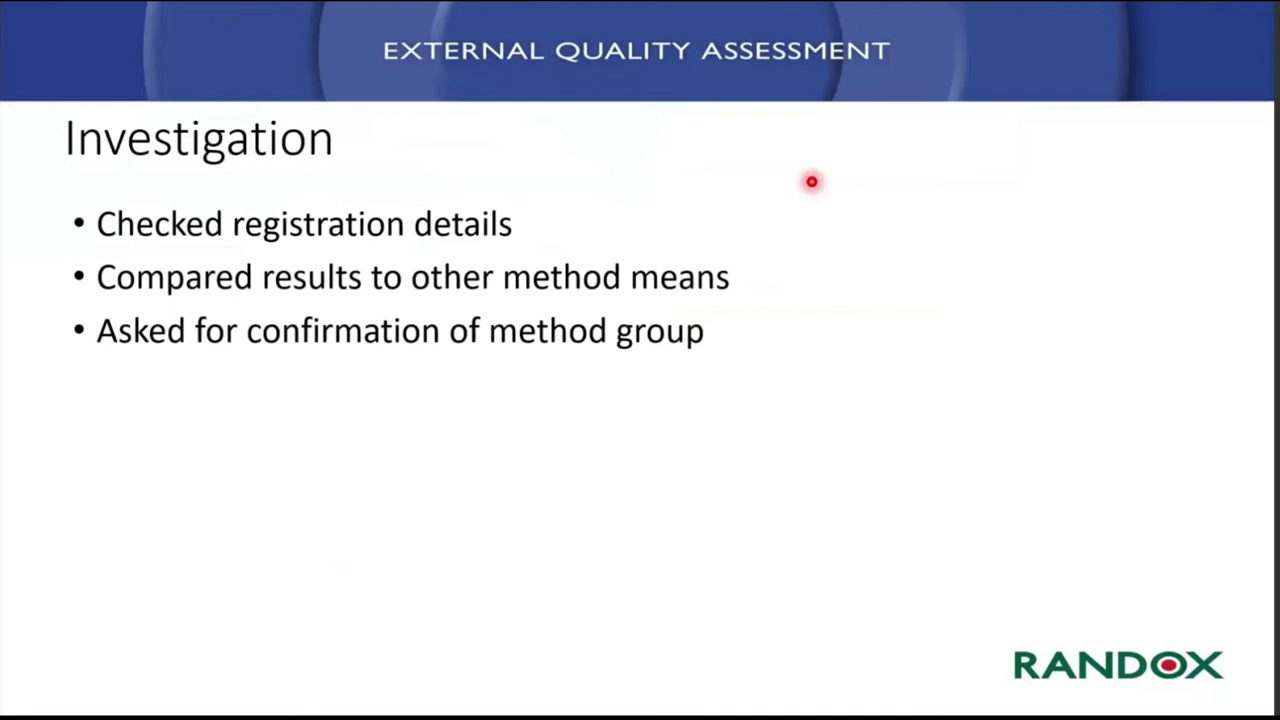 EXTERNAL QUALITY ASSESSMENT
Investigation
• Checked registration details
• Compared results to other method means
• Asked for confirmation of method group
RANDOX